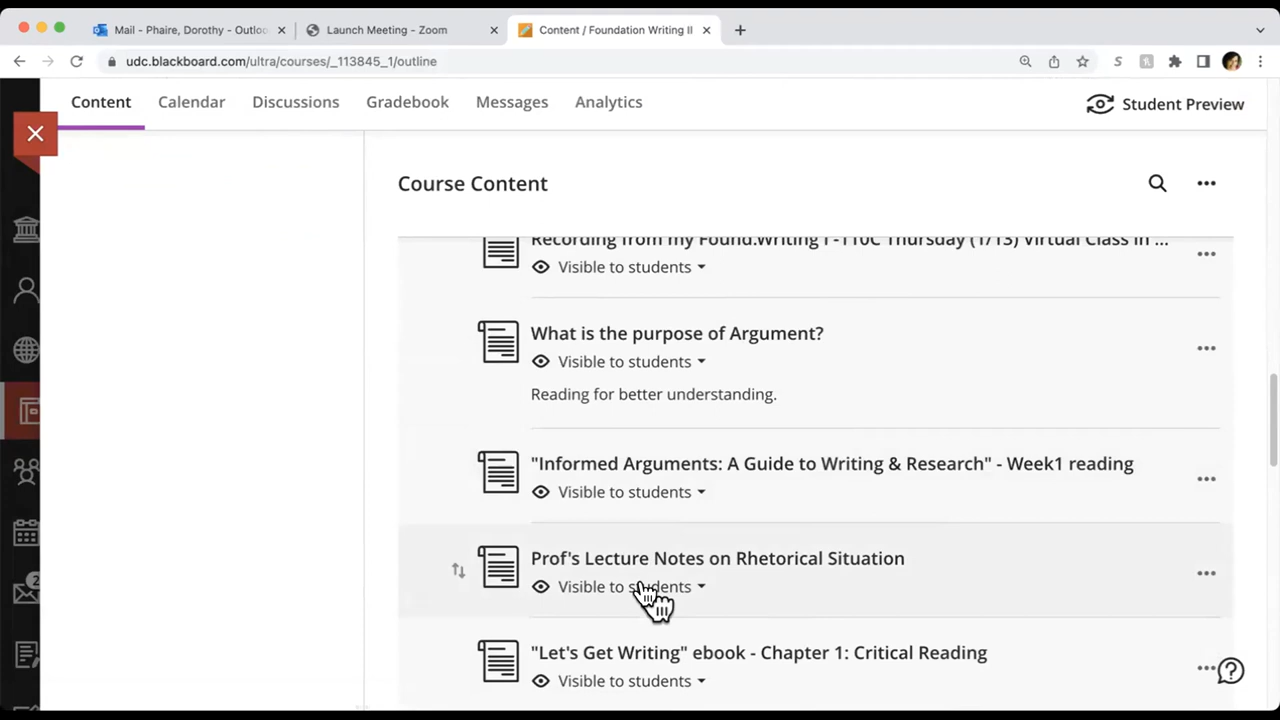 Mail - Phaire, Dorothy - Outloo
Launch Meeting - Zoom
Content / Foundation Writing II
udc.blackboard.com/ultra/courses/_113845_1/outline
Content
Calendar
Discussions
Gradebook
Messages
Analytics
Student Preview
Course Content
Recording from my Found.Writing I -110C Thursday (1/13) Virtual Class in ...
Visible to students
What is the purpose of Argument?
Visible to students
Reading for better understanding.
"Informed Arguments: A Guide to Writing & Research" - Week1 reading
Visible to students
Prof's Lecture Notes on Rhetorical Situation
Visible to students
"Let's Get Writing" ebook - Chapter 1: Critical Reading
Visible to students
2